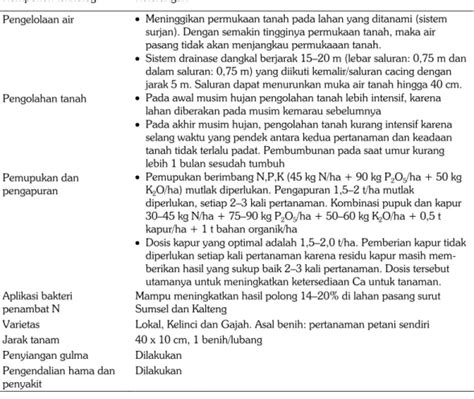 Pengelolaan air
• Meninggikan permukaan tanah pada lahan yang ditanami (sistem
surjan). Dengan semakin tingginya permukaan tanah, maka air
pasang tidak akan menjangkau permukaaan tanah.
• Sistem drainase dangkal berjarak 15–20 m (lebar saluran: 0,75 m dan
dalam saluran: 0,75 m) yang diikuti kemalir/saluran cacing dengan
jarak 5 m. Saluran dapat menurunkan muka air tanah hingga 40 cm.
Pengolahan tanah
• Pada awal musim hujan pengolahan tanah lebih intensif, karena
lahan diberakan pada musim kemarau sebelumnya
• Pada akhir musim hujan, pengolahan tanah kurang intensif karena
selang waktu yang pendek antara kedua pertanaman dan keadaan
tanah tidak terlalu padat. Pembumbunan pada saat umur kurang
lebih 1 bulan sesudah tumbuh
Pemupukan dan
pengapuran
• Pemupukan berimbang N,P,K (45 kg N/ha + 90 kg P2O5/ha + 50 kg
K2O/ha) mutlak diperlukan. Pengapuran 1,5–2 t/ha mutlak
diperlukan, setiap 2–3 kali pertanaman. Kombinasi pupuk dan kapur
30–45 kg N/ha + 75–90 kg P2O5/ha + 50–60 kg K2O/ha + 0,5 t
kapur/ha + 1 t bahan organik/ha
• Dosis kapur yang optimal adalah 1,5–2,0 t/ha. Pemberian kapur tidak
diperlukan setiap kali pertanaman karena residu kapur masih mem-
berikan hasil yang sukup baik 2–3 kali pertanaman. Dosis tersebut
utamanya untuk meningkatkan ketersediaan Ca untuk tanaman.
Aplikasi bakteri
penambat N
Mampu meningkatkan hasil polong 14–20% di lahan pasang surut
Sumsel dan Kalteng
Varietas
Lokal, Kelinci dan Gajah. Asal benih: pertanaman petani sendiri
Jarak tanam
40 x 10 cm, 1 benih/lubang
Penyiangan gulma
Dilakukan
Pengendalian hama dan
penyakit
Dilakukan